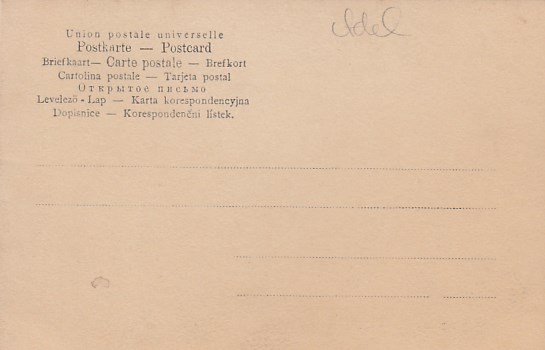 Union postale universelle
Postkarte — Postcard
Briefkaart — Carte postale — Brefkort
Cartolina postale — Tarjeta postal
Открытое письмо
Levelező - Lap — Karta korespondencyjna
Dopisnice — Korespondenční lístek.
Adel